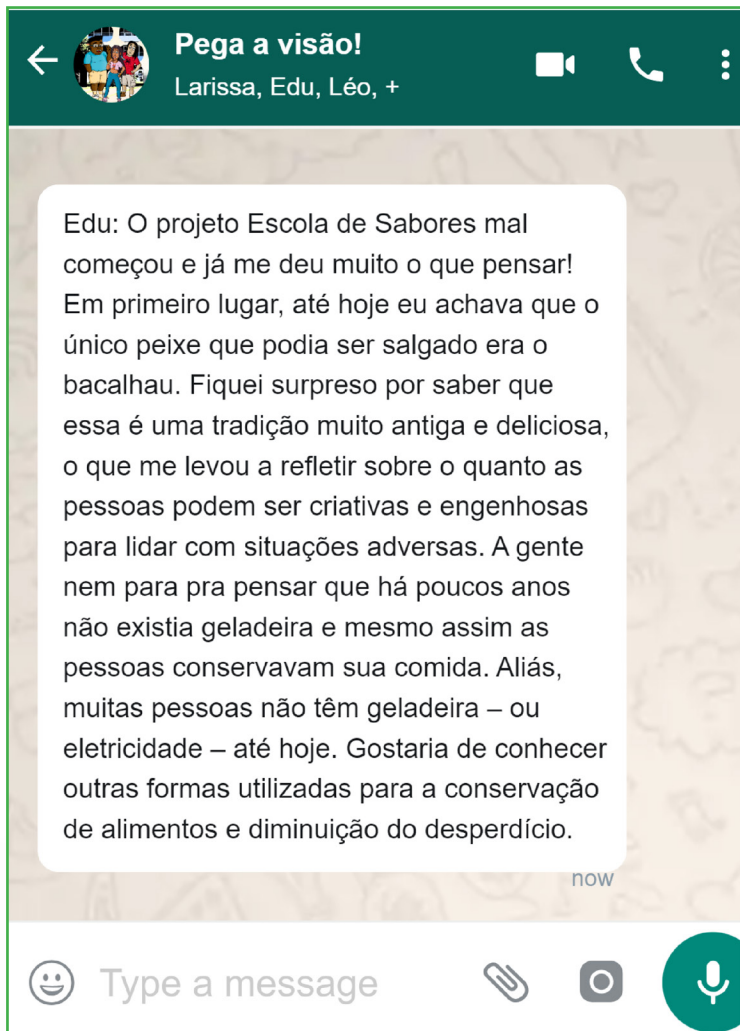 Pega a visão!
Larissa, Edu, Léo, +
Edu: O projeto Escola de Sabores mal
começou e já me deu muito o que pensar!
Em primeiro lugar, até hoje eu achava que o
único peixe que podia ser salgado era o
bacalhau. Fiquei surpreso por saber que
essa é uma tradição muito antiga e deliciosa,
o que me levou a refletir sobre o quanto as
pessoas podem ser criativas e engenhosas
para lidar com situações adversas. A gente
nem para pra pensar que há poucos anos
não existia geladeira e mesmo assim as
pessoas conservavam sua comida. Aliás,
muitas pessoas não têm geladeira – ou
eletricidade – até hoje. Gostaria de conhecer
outras formas utilizadas para a conservação
de alimentos e diminuição do desperdício.
now
Type a message